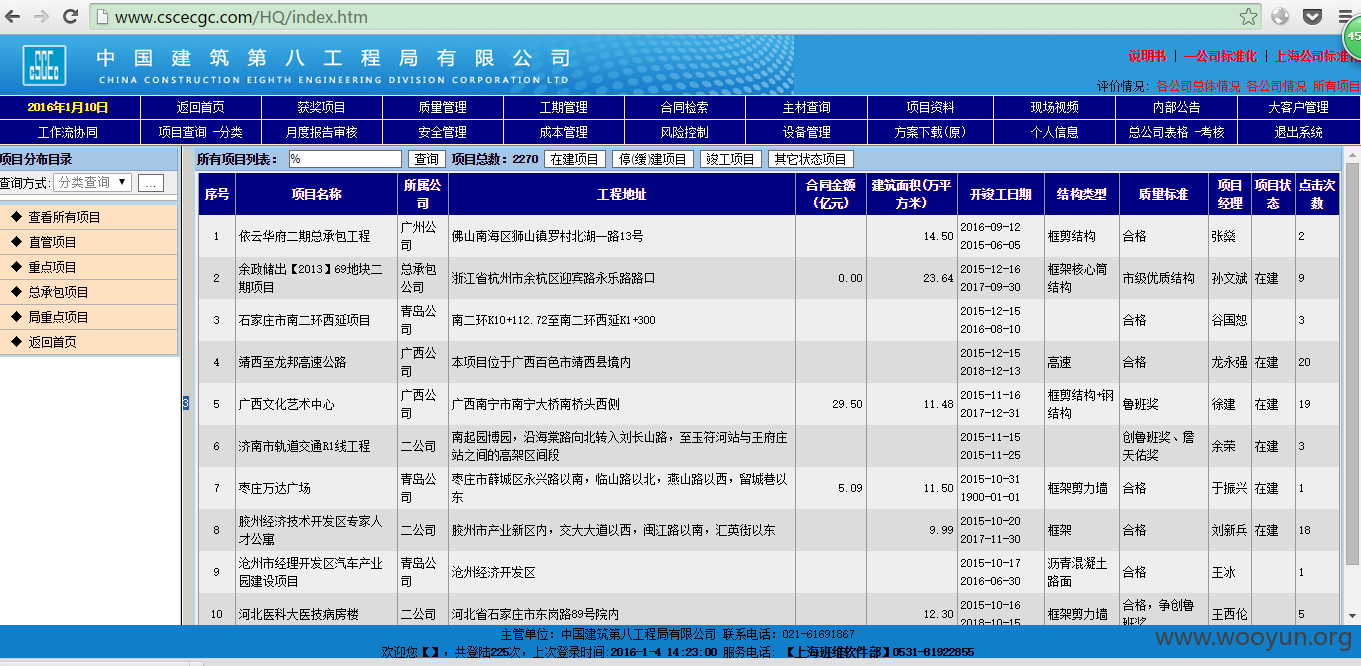 www.cscecgc.com/HQ/index.htm
45
中国建筑第八工程局有限公司
CHINA CONSTRUCTION EIGHTH ENGINEERING DIVISION CORPORATION LTD
CSCEC
说明书 | 一公司标准化 | 上海公司标准化
评价情况: 各公司总体情况 各公司情况 所有项目
2016年1月10日 返回首页 获奖项目 质量管理 工期管理 合同检索 主材查询 项目资料 现场视频 内部公告 大客户管理
工作流协同 项目查询 —分类 月度报告审核 安全管理 成本管理 风险控制 设备管理 方案下载(原) 个人信息 总公司表格 -考核 退出系统
项目分布目录
查询方式: 分类查询 ...
◆ 查看所有项目
◆ 直管项目
◆ 重点项目
◆ 总承包项目
◆ 局重点项目
◆ 返回首页
3
所有项目列表: % 查询 项目总数: 2270 在建项目 停(缓)建项目 竣工项目 其它状态项目
序号 项目名称 所属公司 工程地址 合同金额(亿元) 建筑面积(万平方米) 开竣工日期 结构类型 质量标准 项目经理 项目状态 点击次数
1 依云华府二期总承包工程 广州公司 佛山南海区狮山镇罗村北湖一路13号 14.50 2016-09-12 2015-06-05 框剪结构 合格 张燊 2
2 余政储出【2013】69地块二期项目 总承包公司 浙江省杭州市余杭区迎宾路永乐路路口 0.00 23.64 2015-12-16 2017-09-30 框架核心筒结构 市级优质结构 孙文斌 在建 9
3 石家庄市南二环西延项目 青岛公司 南二环K10+112.72至南二环西延K1+300 2015-12-15 2016-08-10 合格 谷国恕 3
4 靖西至龙邦高速公路 广西公司 本项目位于广西百色市靖西县境内 2015-12-15 2018-12-13 高速 合格 龙永强 在建 20
5 广西文化艺术中心 广西公司 广西南宁市南宁大桥南桥头西侧 29.50 11.48 2015-11-16 2017-12-31 框剪结构+钢结构 鲁班奖 徐建 在建 19
6 济南市轨道交通R1线工程 二公司 南起园博园，沿海棠路向北转入刘长山路，至玉符河站与王府庄站之间的高架区间段 2015-11-15 2015-11-25 创鲁班奖、詹天佑奖 余荣 在建 3
7 枣庄万达广场 青岛公司 枣庄市薛城区永兴路以南，临山路以北，燕山路以西，留城巷以东 5.09 11.50 2015-10-31 1900-01-01 框架剪力墙 合格 于振兴 在建 1
8 胶州经济技术开发区专家人才公寓 二公司 胶州市产业新区内，交大大道以西，闽江路以南，汇英街以东 9.99 2015-10-20 2017-11-30 框架 合格 刘新兵 在建 18
9 沧州市经理开发区汽车产业园建设项目 青岛公司 沧州经济开发区 2015-10-17 2016-06-30 沥青混凝土路面 合格 王冰 1
10 河北医科大医技病房楼 二公司 河北省石家庄市东岗路89号院内 12.30 2015-10-16 2018-10-15 框架剪力墙 合格，争创鲁班奖 王西伦 5
主管单位: 中国建筑第八工程局有限公司 联系电话: 021-61691867
欢迎您【】, 共登陆225次, 上次登录时间:2016-1-4 14:23:00 服务电话: 【上海班维软件部】0531-61922855
www.wooyun.org